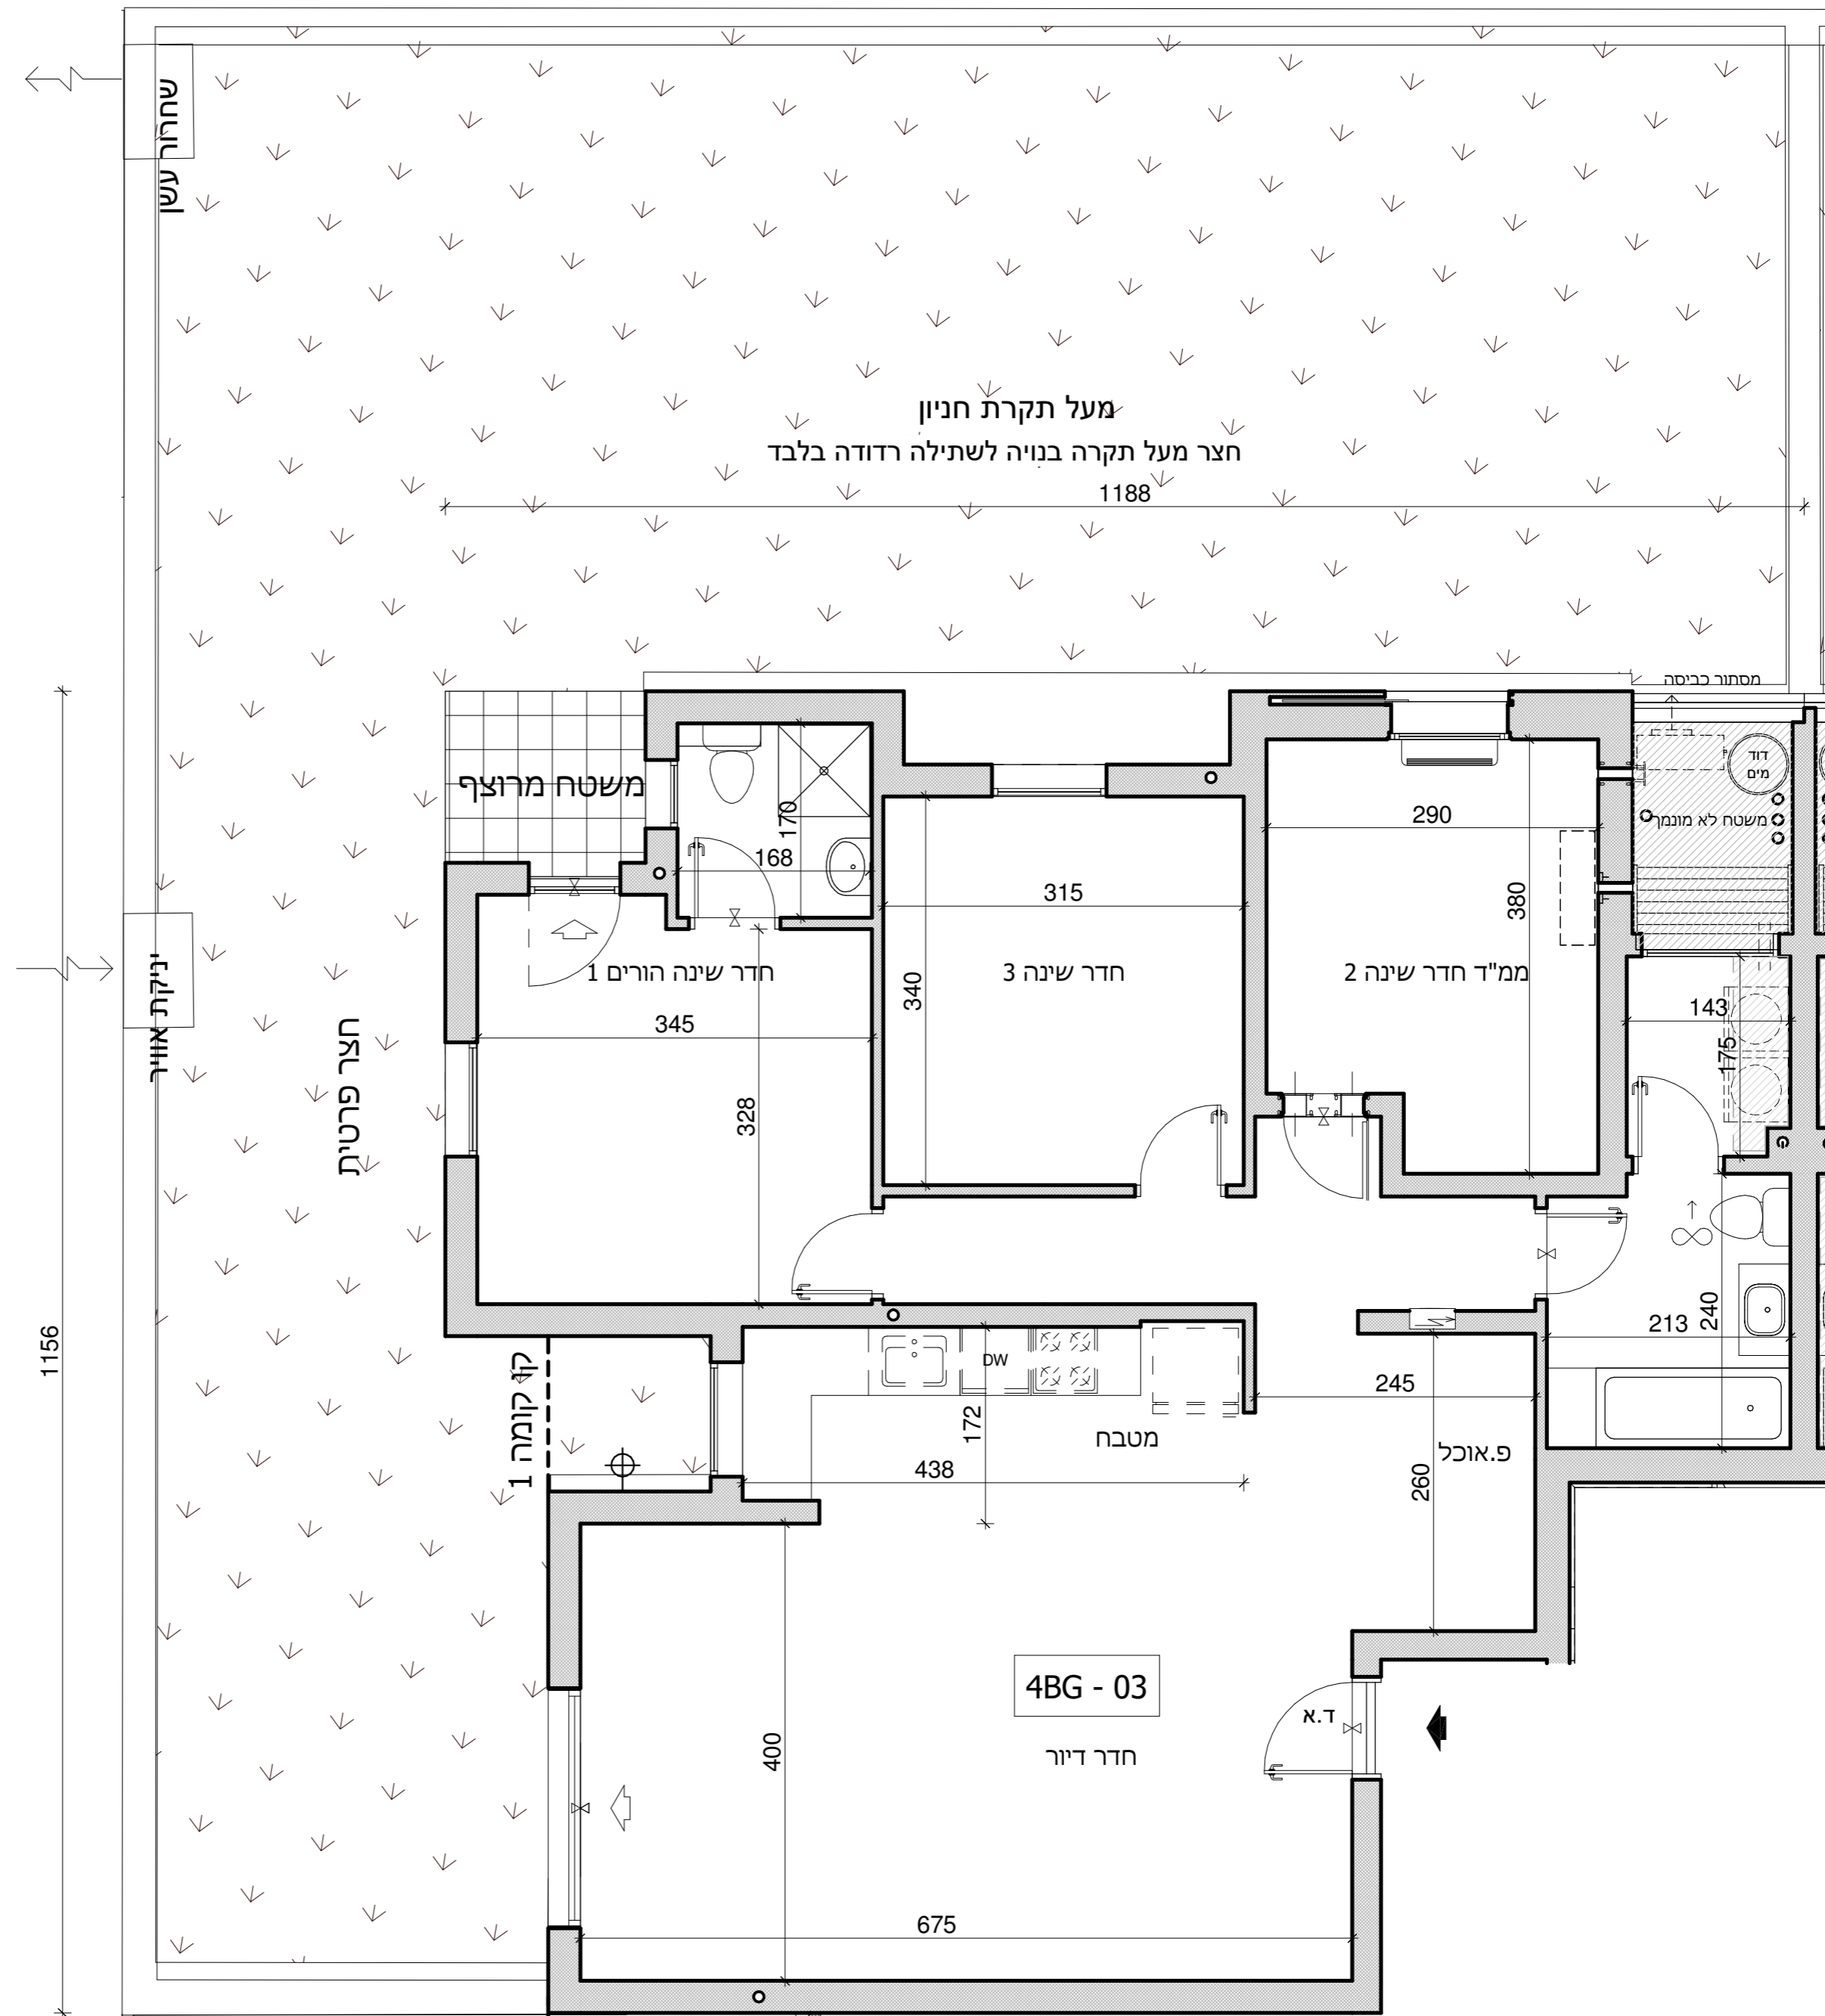 שחרור עשן
מעל תקרת חניון
חצר מעל תקרה בנויה לשתילה רדודה בלבד
1188
מסתור כביסה
דוד
מים
משטח לא מונמך
משטח מרוצף
170
168
290
315
380
340
חדר שינה הורים 1
חדר שינה 3
ממ"ד חדר שינה 2
יניקת אוויר
חצר פרטית
345
328
143
175
1156
קו קומה 1
DW
213
240
245
172
מטבח
438
פ.אוכל
260
4BG - 03
ד.א
חדר דיור
400
675